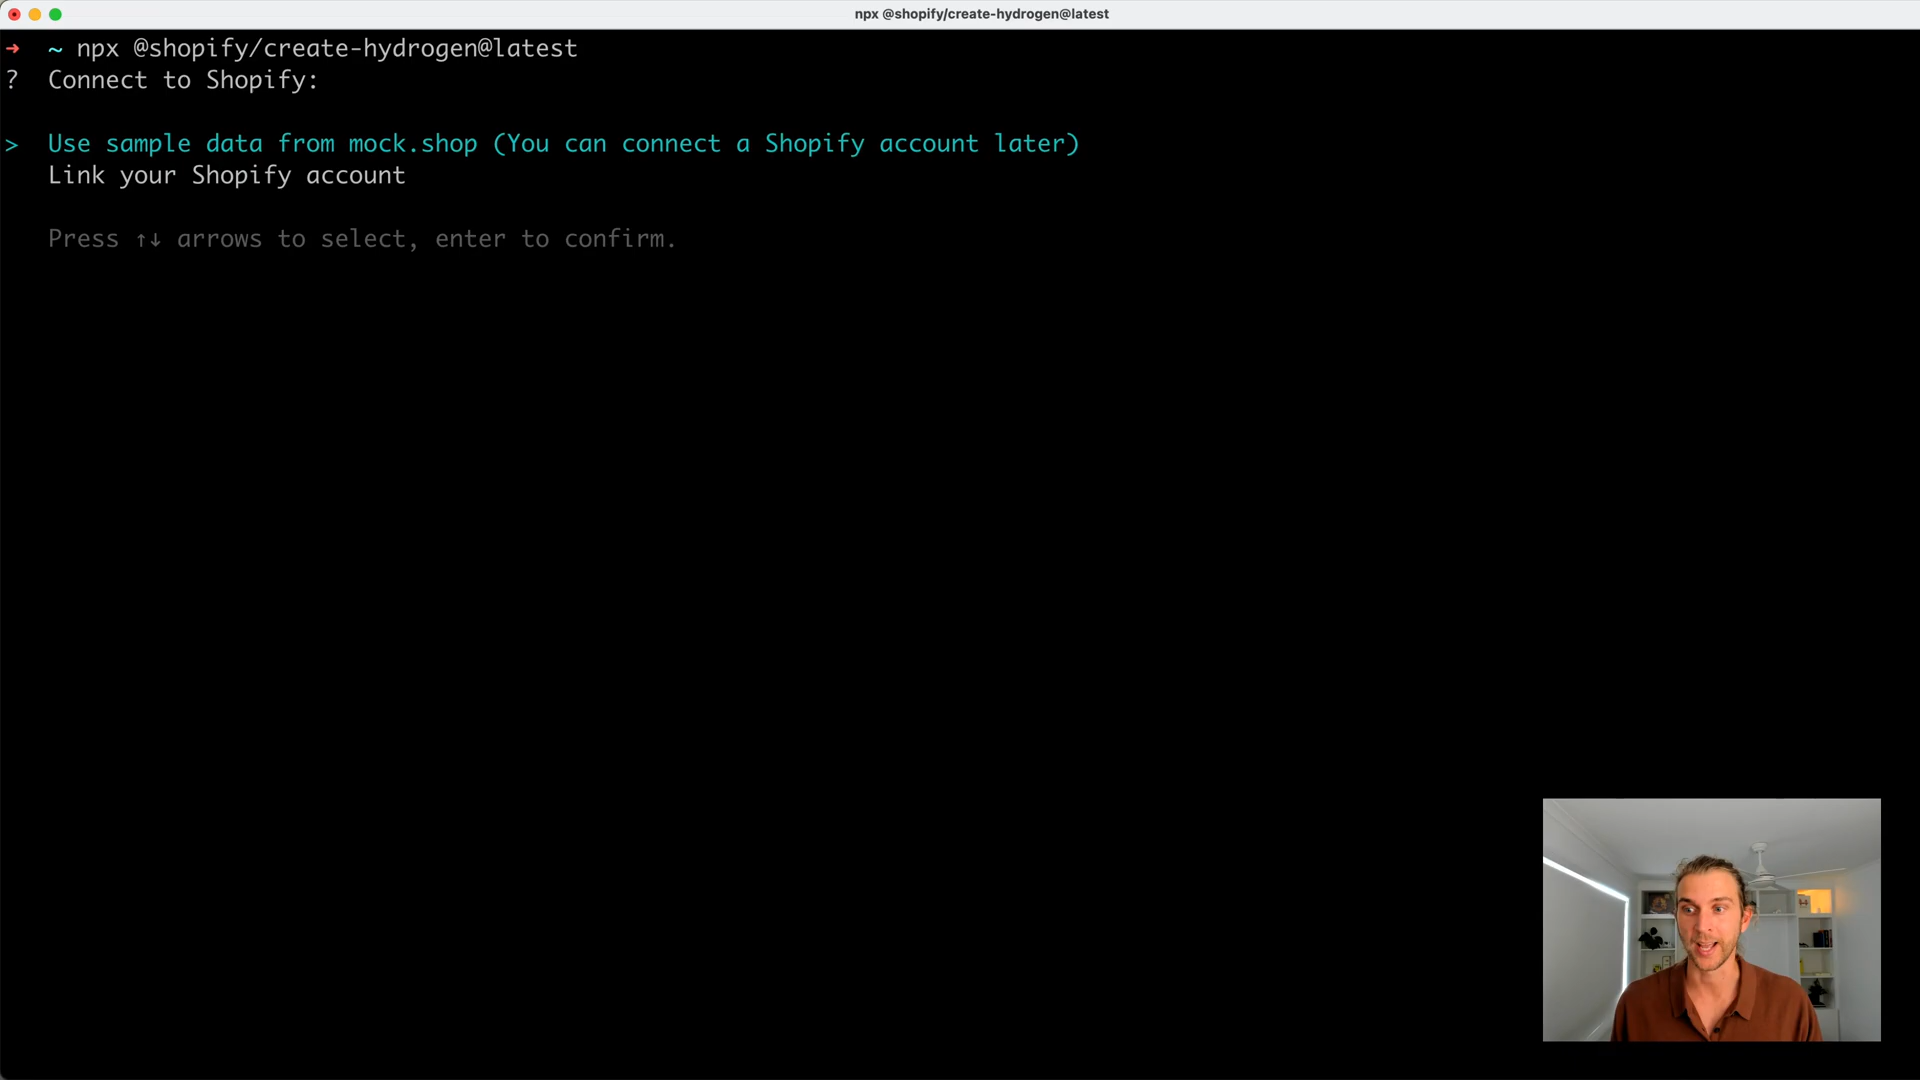 npx @shopify/create-hydrogen@latest
➜ ~ npx @shopify/create-hydrogen@latest
? Connect to Shopify:
> Use sample data from mock.shop (You can connect a Shopify account later)
Link your Shopify account
Press ↑↓ arrows to select, enter to confirm.